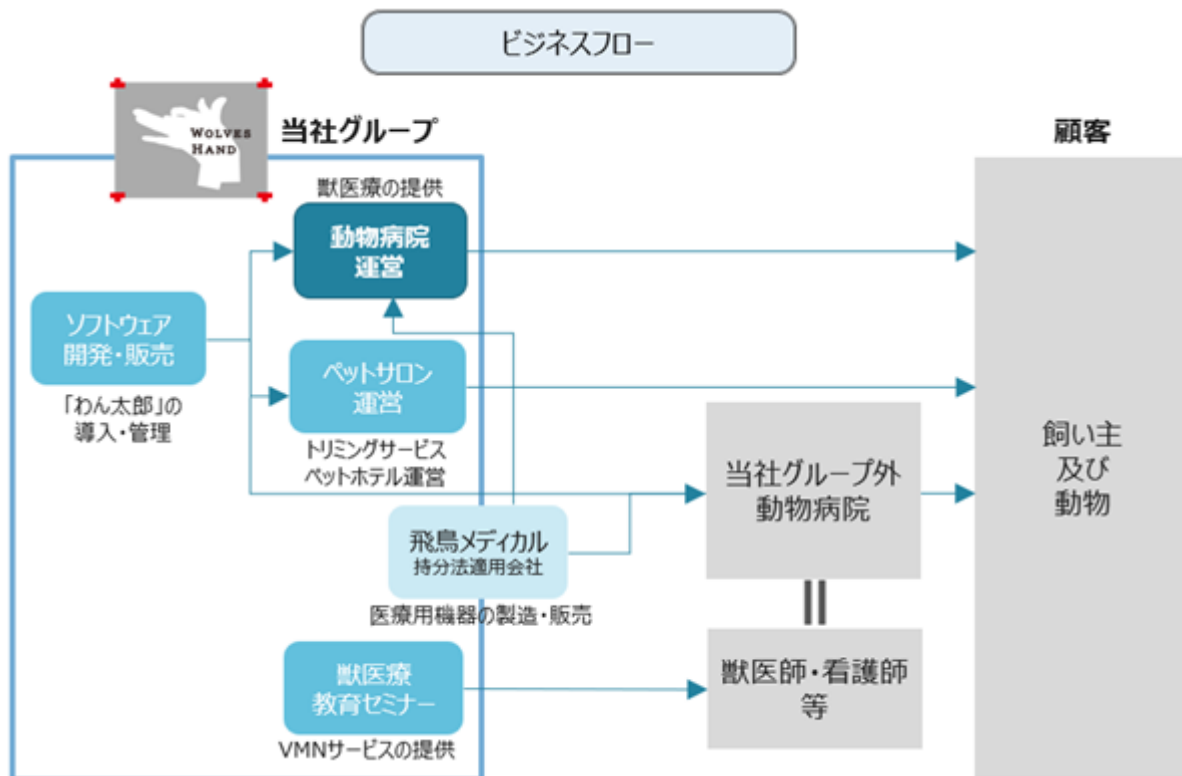 ビジネスフロー
WOLVES
HAND
当社グループ
顧客
獣医療の提供
動物病院
運営
ソフトウェア
開発・販売
「わん太郎」の
導入・管理
ペットサロン
運営
トリミングサービス
ペットホテル運営
当社グループ外
動物病院
飼い主
及び
動物
飛鳥メディカル
持分法適用会社
医療用機器の製造・販売
獣医療
教育セミナー
VMNサービスの提供
獣医師・看護師
等